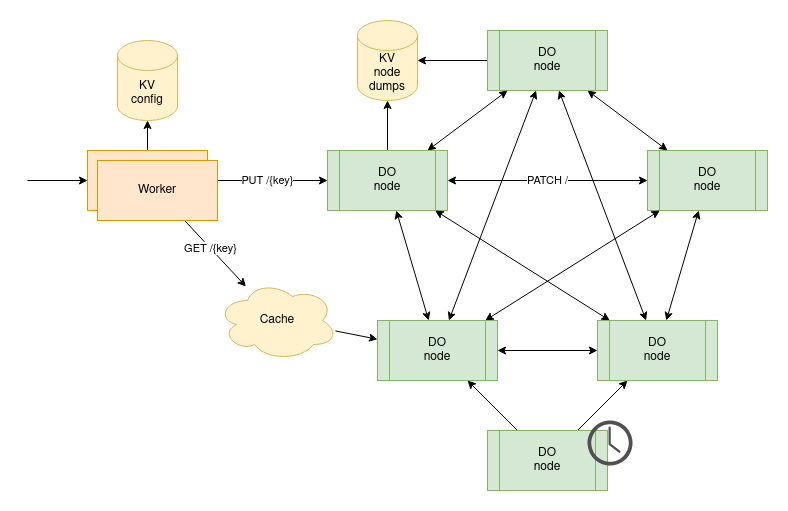 KV
config
KV
node
dumps
DO
node
Worker
PUT /{key}
DO
node
PATCH /
DO
node
GET /{key}
Cache
DO
node
DO
node
DO
node